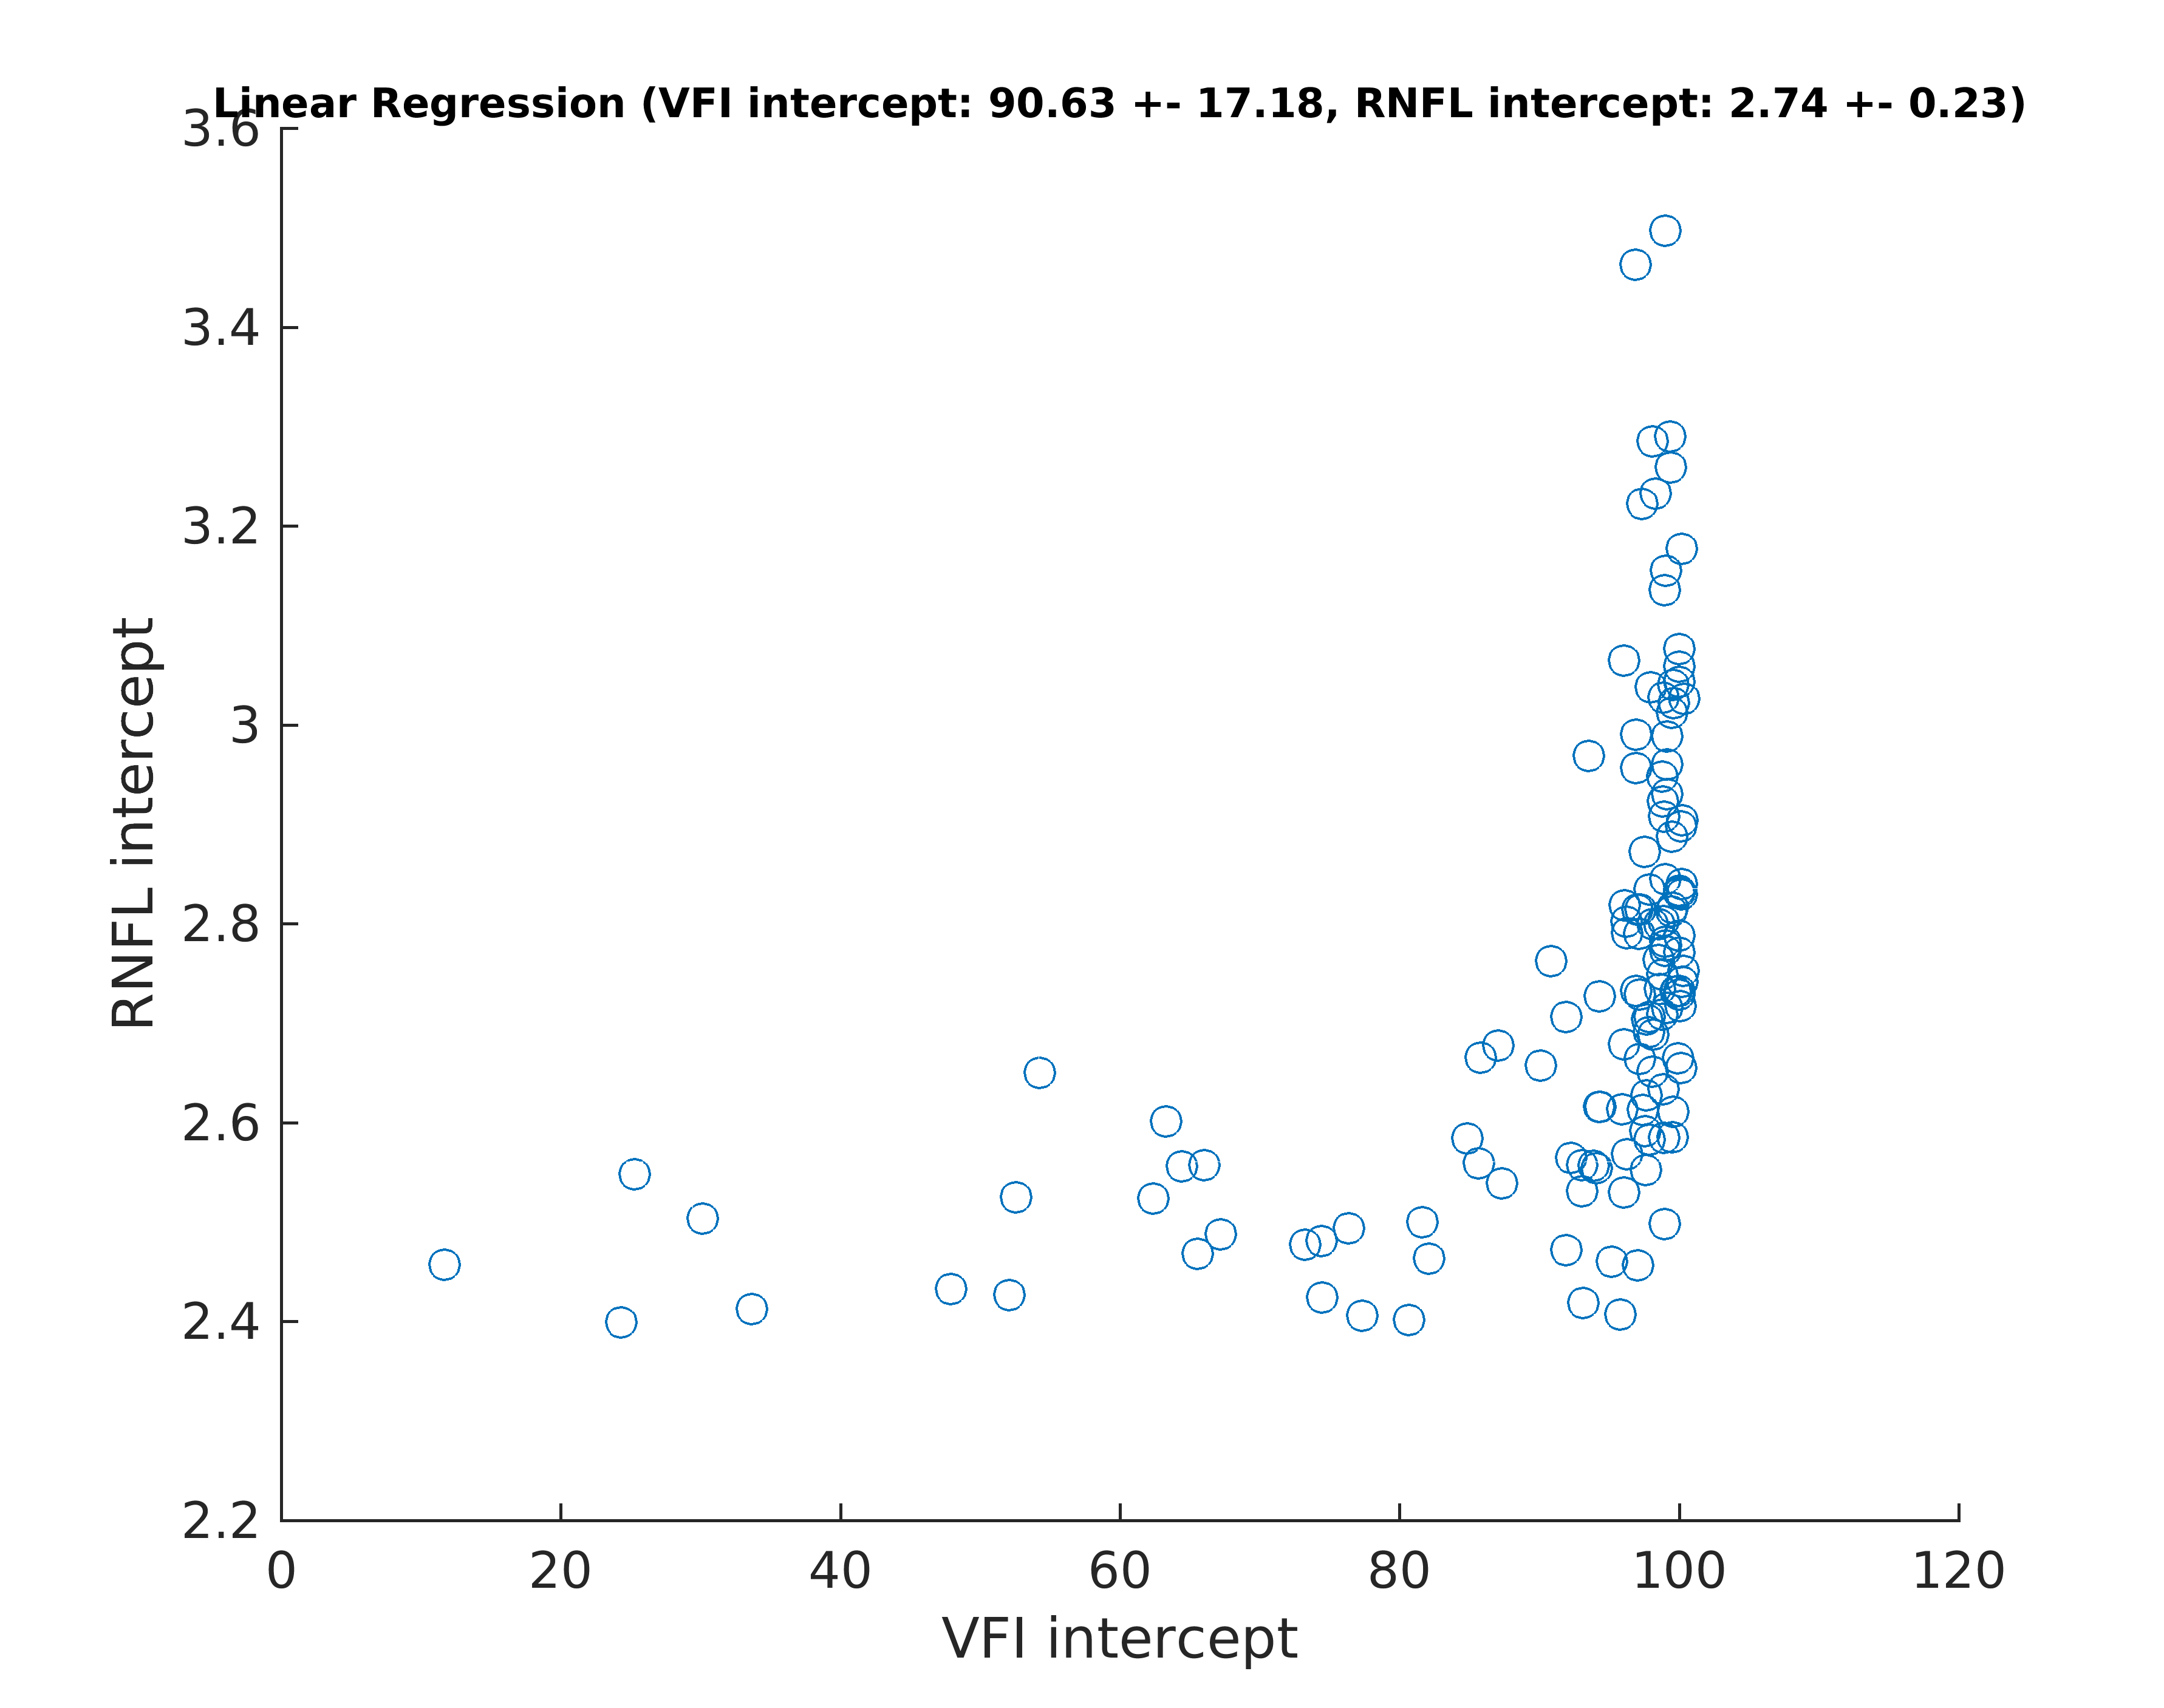 Linear Regression (VFI intercept: 90.63 +- 17.18, RNFL intercept: 2.74 +- 0.23)
3.6
3.4
3.2
3
2.8
2.6
2.4
2.2
RNFL intercept
0 20 40 60 80 100 120
VFI intercept